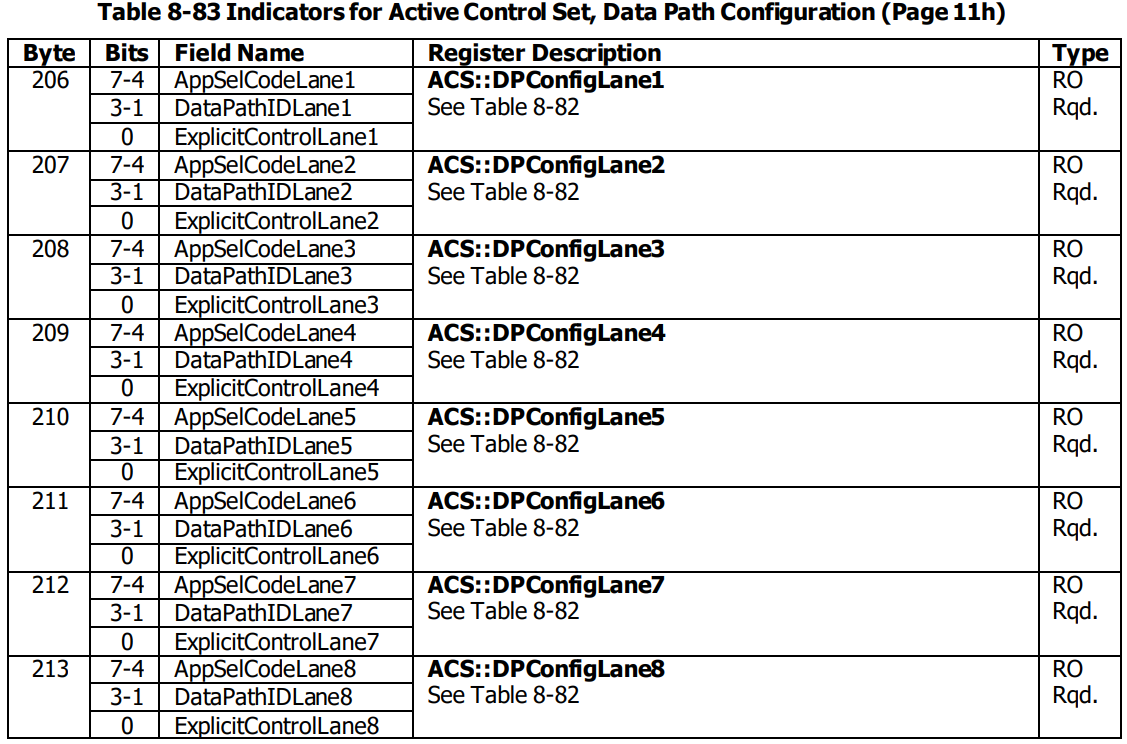 Table 8-83 Indicators for Active Control Set, Data Path Configuration (Page 11h)
Byte Bits Field Name Register Description Type
206 7-4 AppSelCodeLane1 ACS::DPConfigLane1 RO
3-1 DataPathIDLane1 See Table 8-82 Rqd.
0 ExplicitControlLane1
207 7-4 AppSelCodeLane2 ACS::DPConfigLane2 RO
3-1 DataPathIDLane2 See Table 8-82 Rqd.
0 ExplicitControlLane2
208 7-4 AppSelCodeLane3 ACS::DPConfigLane3 RO
3-1 DataPathIDLane3 See Table 8-82 Rqd.
0 ExplicitControlLane3
209 7-4 AppSelCodeLane4 ACS::DPConfigLane4 RO
3-1 DataPathIDLane4 See Table 8-82 Rqd.
0 ExplicitControlLane4
210 7-4 AppSelCodeLane5 ACS::DPConfigLane5 RO
3-1 DataPathIDLane5 See Table 8-82 Rqd.
0 ExplicitControlLane5
211 7-4 AppSelCodeLane6 ACS::DPConfigLane6 RO
3-1 DataPathIDLane6 See Table 8-82 Rqd.
0 ExplicitControlLane6
212 7-4 AppSelCodeLane7 ACS::DPConfigLane7 RO
3-1 DataPathIDLane7 See Table 8-82 Rqd.
0 ExplicitControlLane7
213 7-4 AppSelCodeLane8 ACS::DPConfigLane8 RO
3-1 DataPathIDLane8 See Table 8-82 Rqd.
0 ExplicitControlLane8